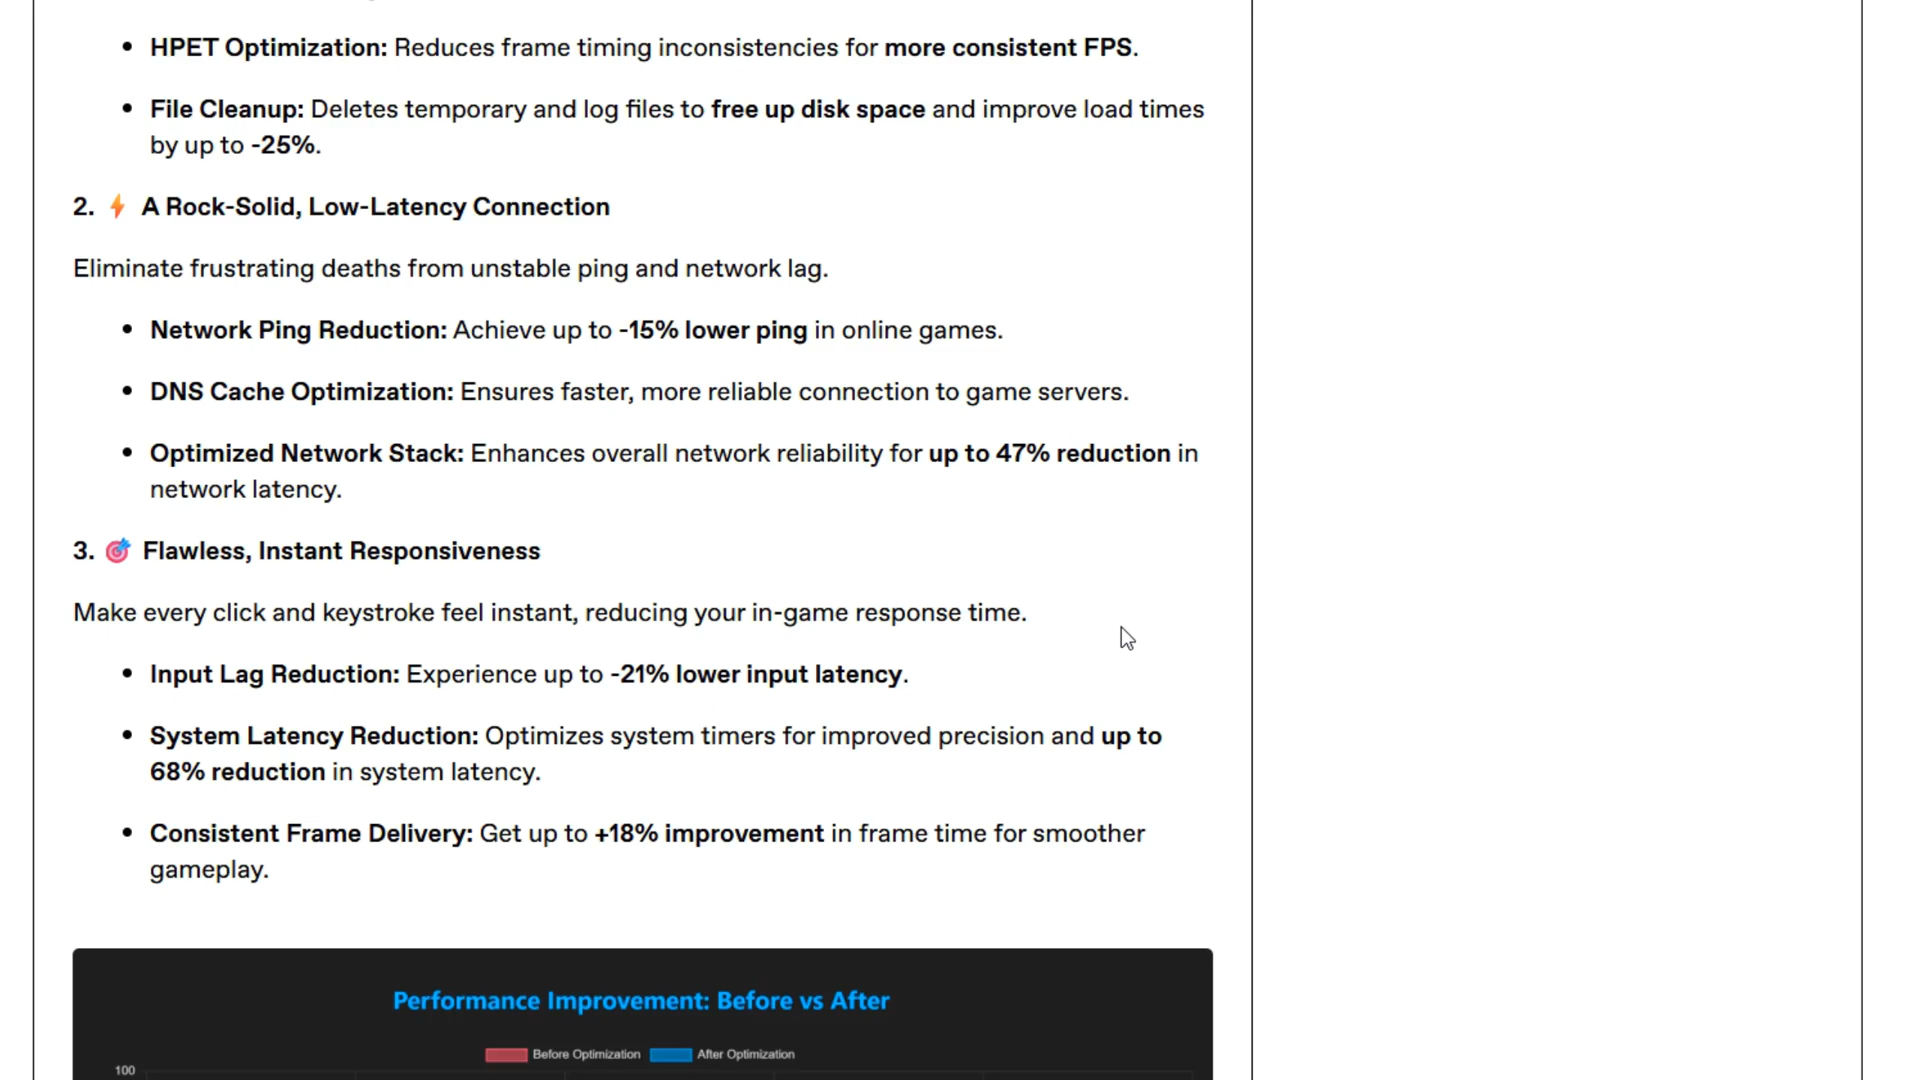 • HPET Optimization: Reduces frame timing inconsistencies for more consistent FPS.
• File Cleanup: Deletes temporary and log files to free up disk space and improve load times
by up to -25%.
2. ⚡ A Rock-Solid, Low-Latency Connection
Eliminate frustrating deaths from unstable ping and network lag.
• Network Ping Reduction: Achieve up to -15% lower ping in online games.
• DNS Cache Optimization: Ensures faster, more reliable connection to game servers.
• Optimized Network Stack: Enhances overall network reliability for up to 47% reduction in
network latency.
3. 🎯 Flawless, Instant Responsiveness
Make every click and keystroke feel instant, reducing your in-game response time.
• Input Lag Reduction: Experience up to -21% lower input latency.
• System Latency Reduction: Optimizes system timers for improved precision and up to
68% reduction in system latency.
• Consistent Frame Delivery: Get up to +18% improvement in frame time for smoother
gameplay.
Performance Improvement: Before vs After
Before Optimization After Optimization
100